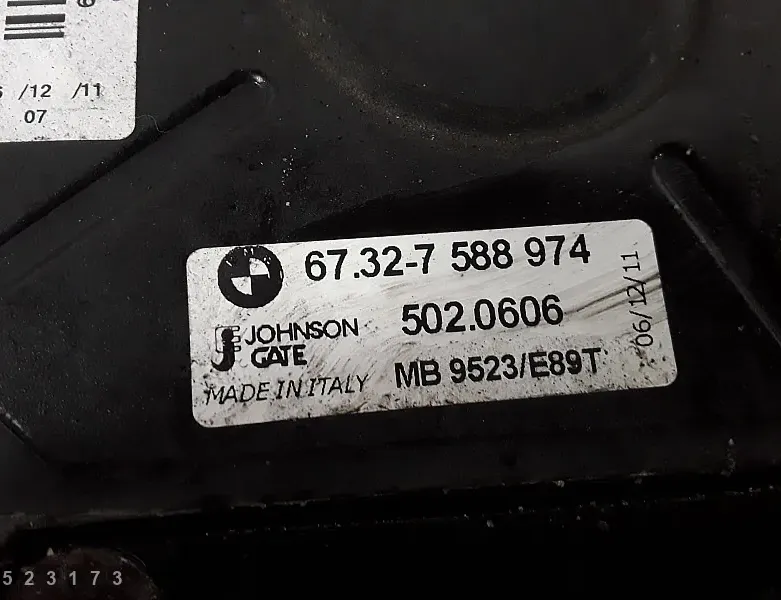 /12 /11
07
67.32-7 588 974
JOHNSON
GATE
502.0606
MADE IN ITALY
MB 9523/E89T
06/12/11
523173